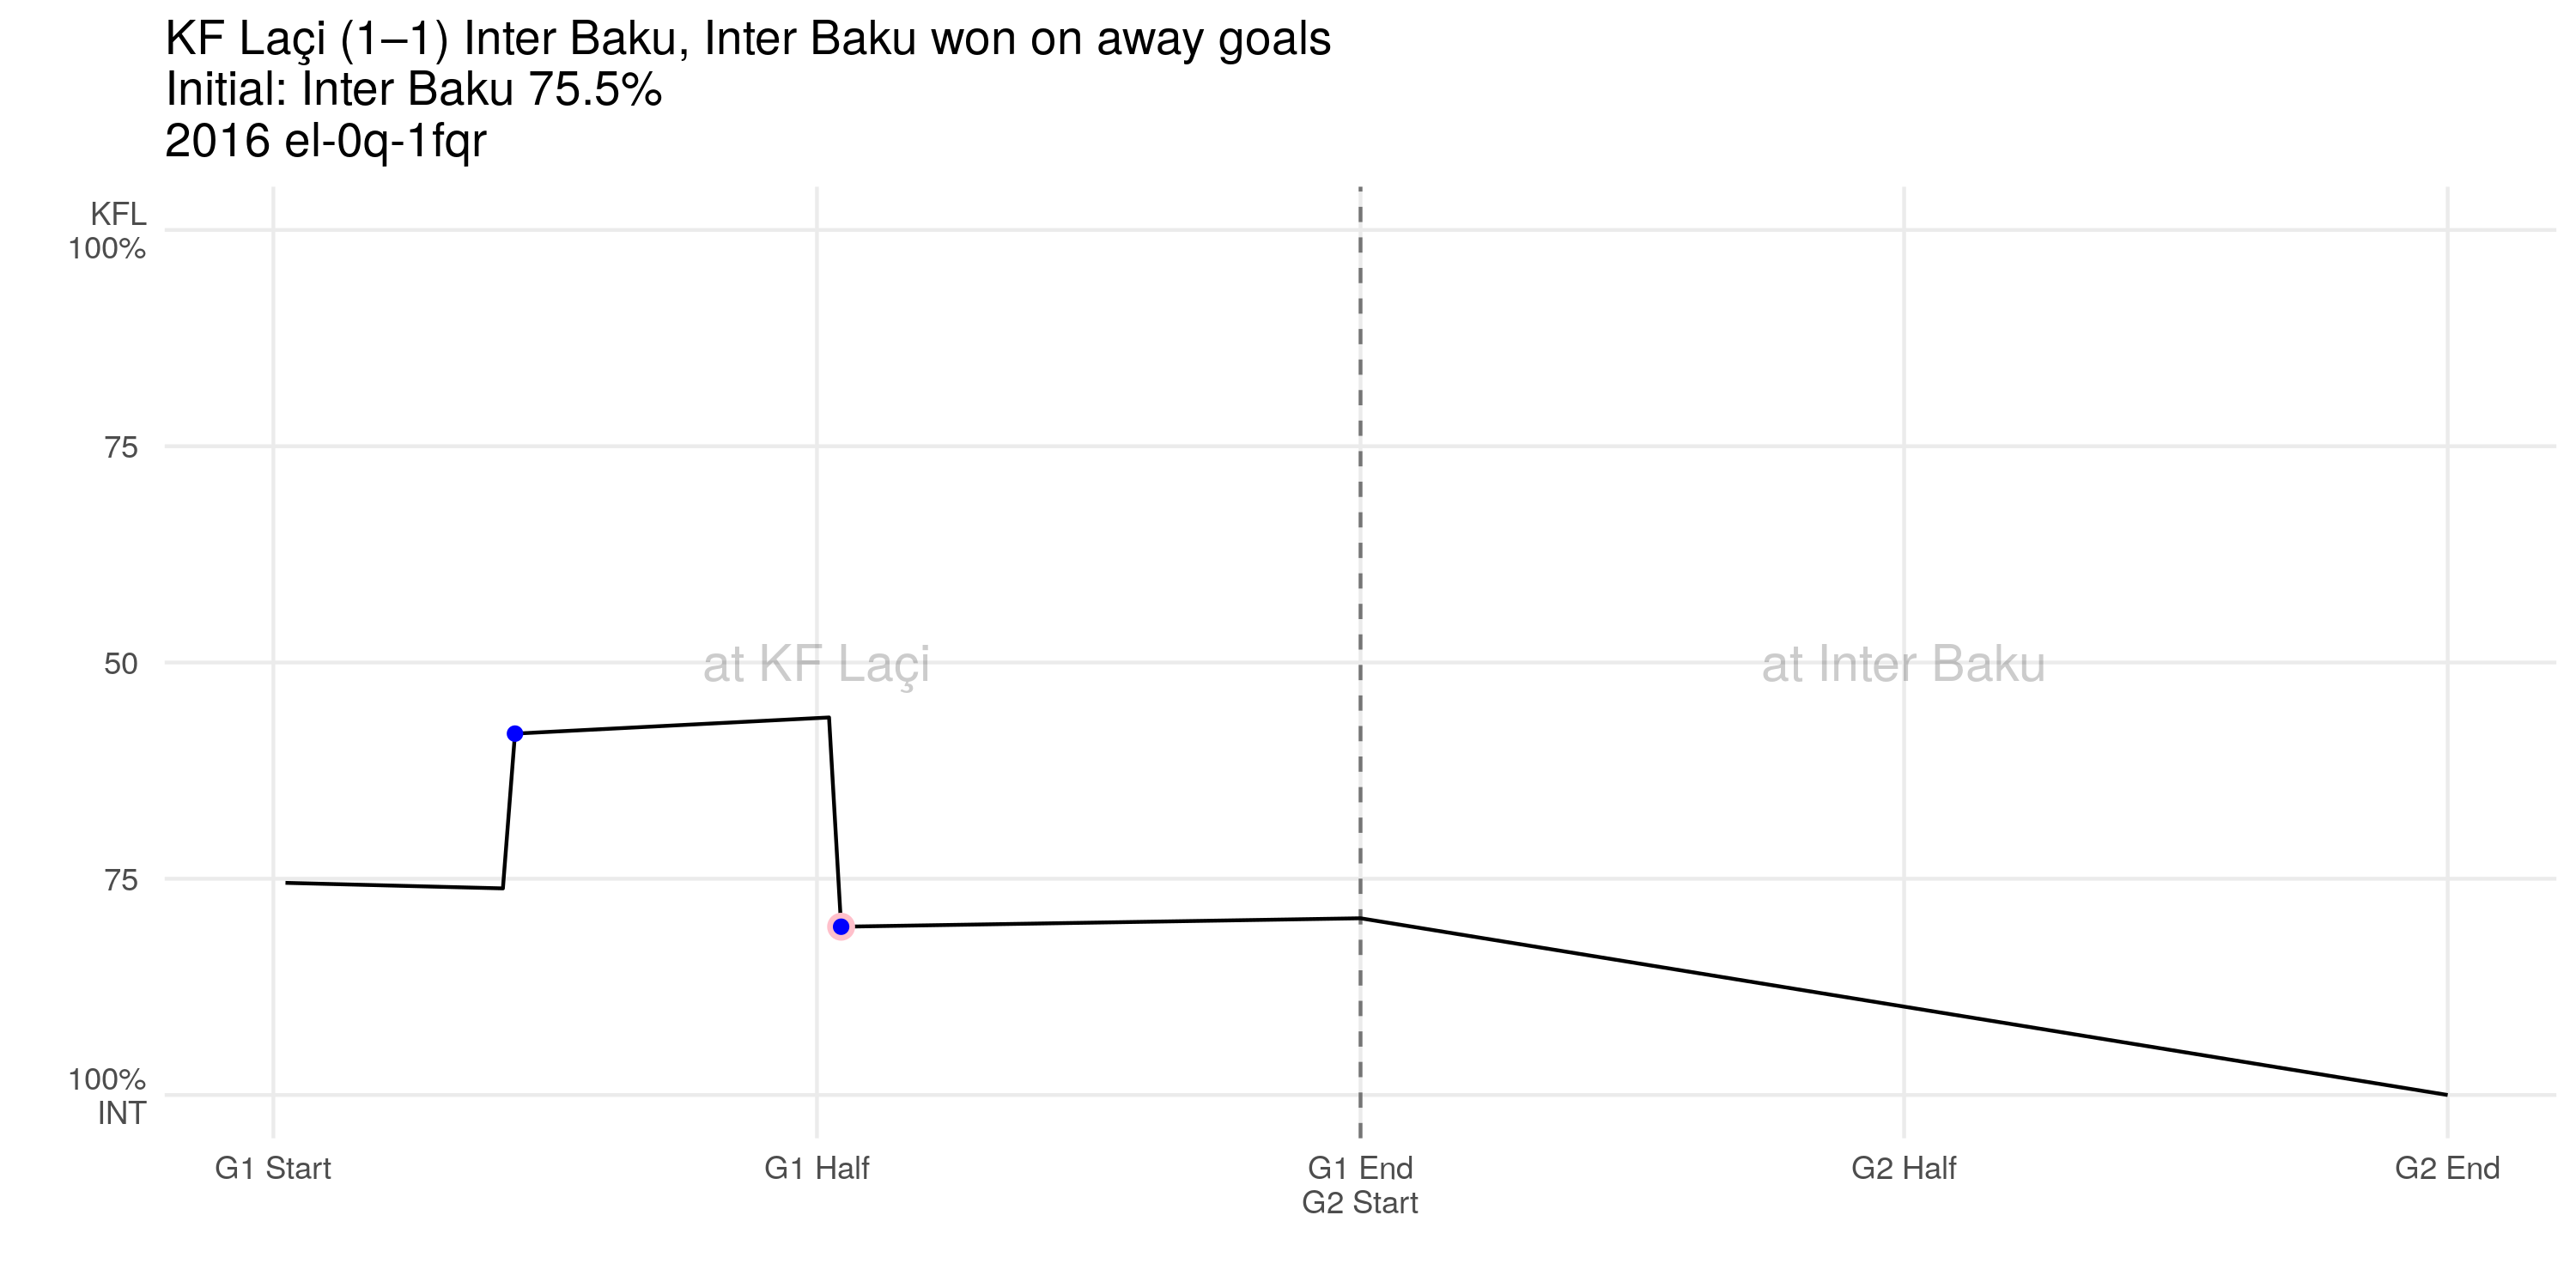 KF Laçi (1–1) Inter Baku, Inter Baku won on away goals
Initial: Inter Baku 75.5%
2016 el-0q-1fqr
KFL
100%
75
50
75
100%
INT
at KF Laçi
at Inter Baku
G1 Start
G1 Half
G1 End
G2 Start
G2 Half
G2 End